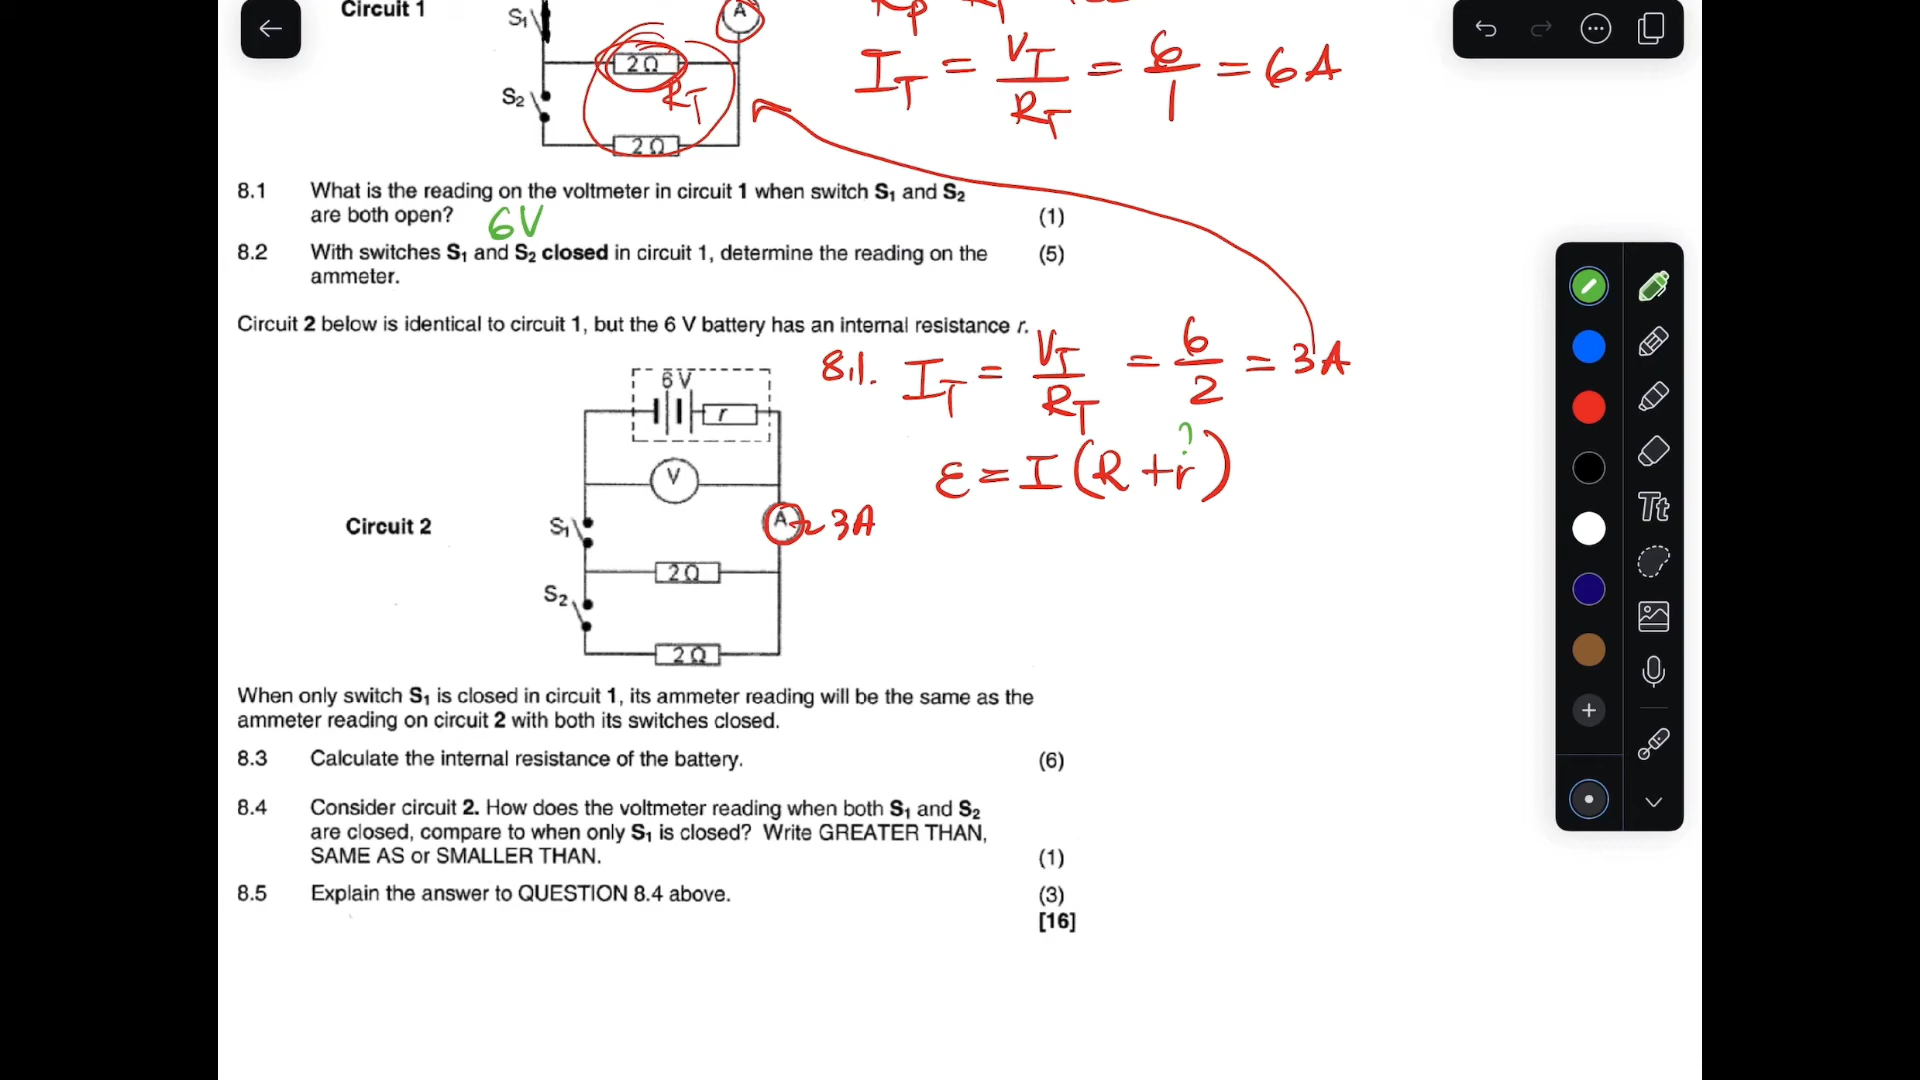 Circuit 1
S1
A
I_T = V_T / R_T = 6 / 1 = 6A
2Ω
R_T
S2
2Ω
8.1 What is the reading on the voltmeter in circuit 1 when switch S1 and S2
are both open? 6V (1)
8.2 With switches S1 and S2 closed in circuit 1, determine the reading on the (5)
ammeter.
Circuit 2 below is identical to circuit 1, but the 6 V battery has an internal resistance r.
8.1. I_T = V_T / R_T = 6 / 2 = 3A
6 V
r
?
ε = I (R + r)
V
Circuit 2
S1
A 3A
2Ω
S2
2Ω
When only switch S1 is closed in circuit 1, its ammeter reading will be the same as the
ammeter reading on circuit 2 with both its switches closed.
8.3 Calculate the internal resistance of the battery. (6)
8.4 Consider circuit 2. How does the voltmeter reading when both S1 and S2
are closed, compare to when only S1 is closed? Write GREATER THAN,
SAME AS or SMALLER THAN. (1)
8.5 Explain the answer to QUESTION 8.4 above. (3)
[16]
Tt